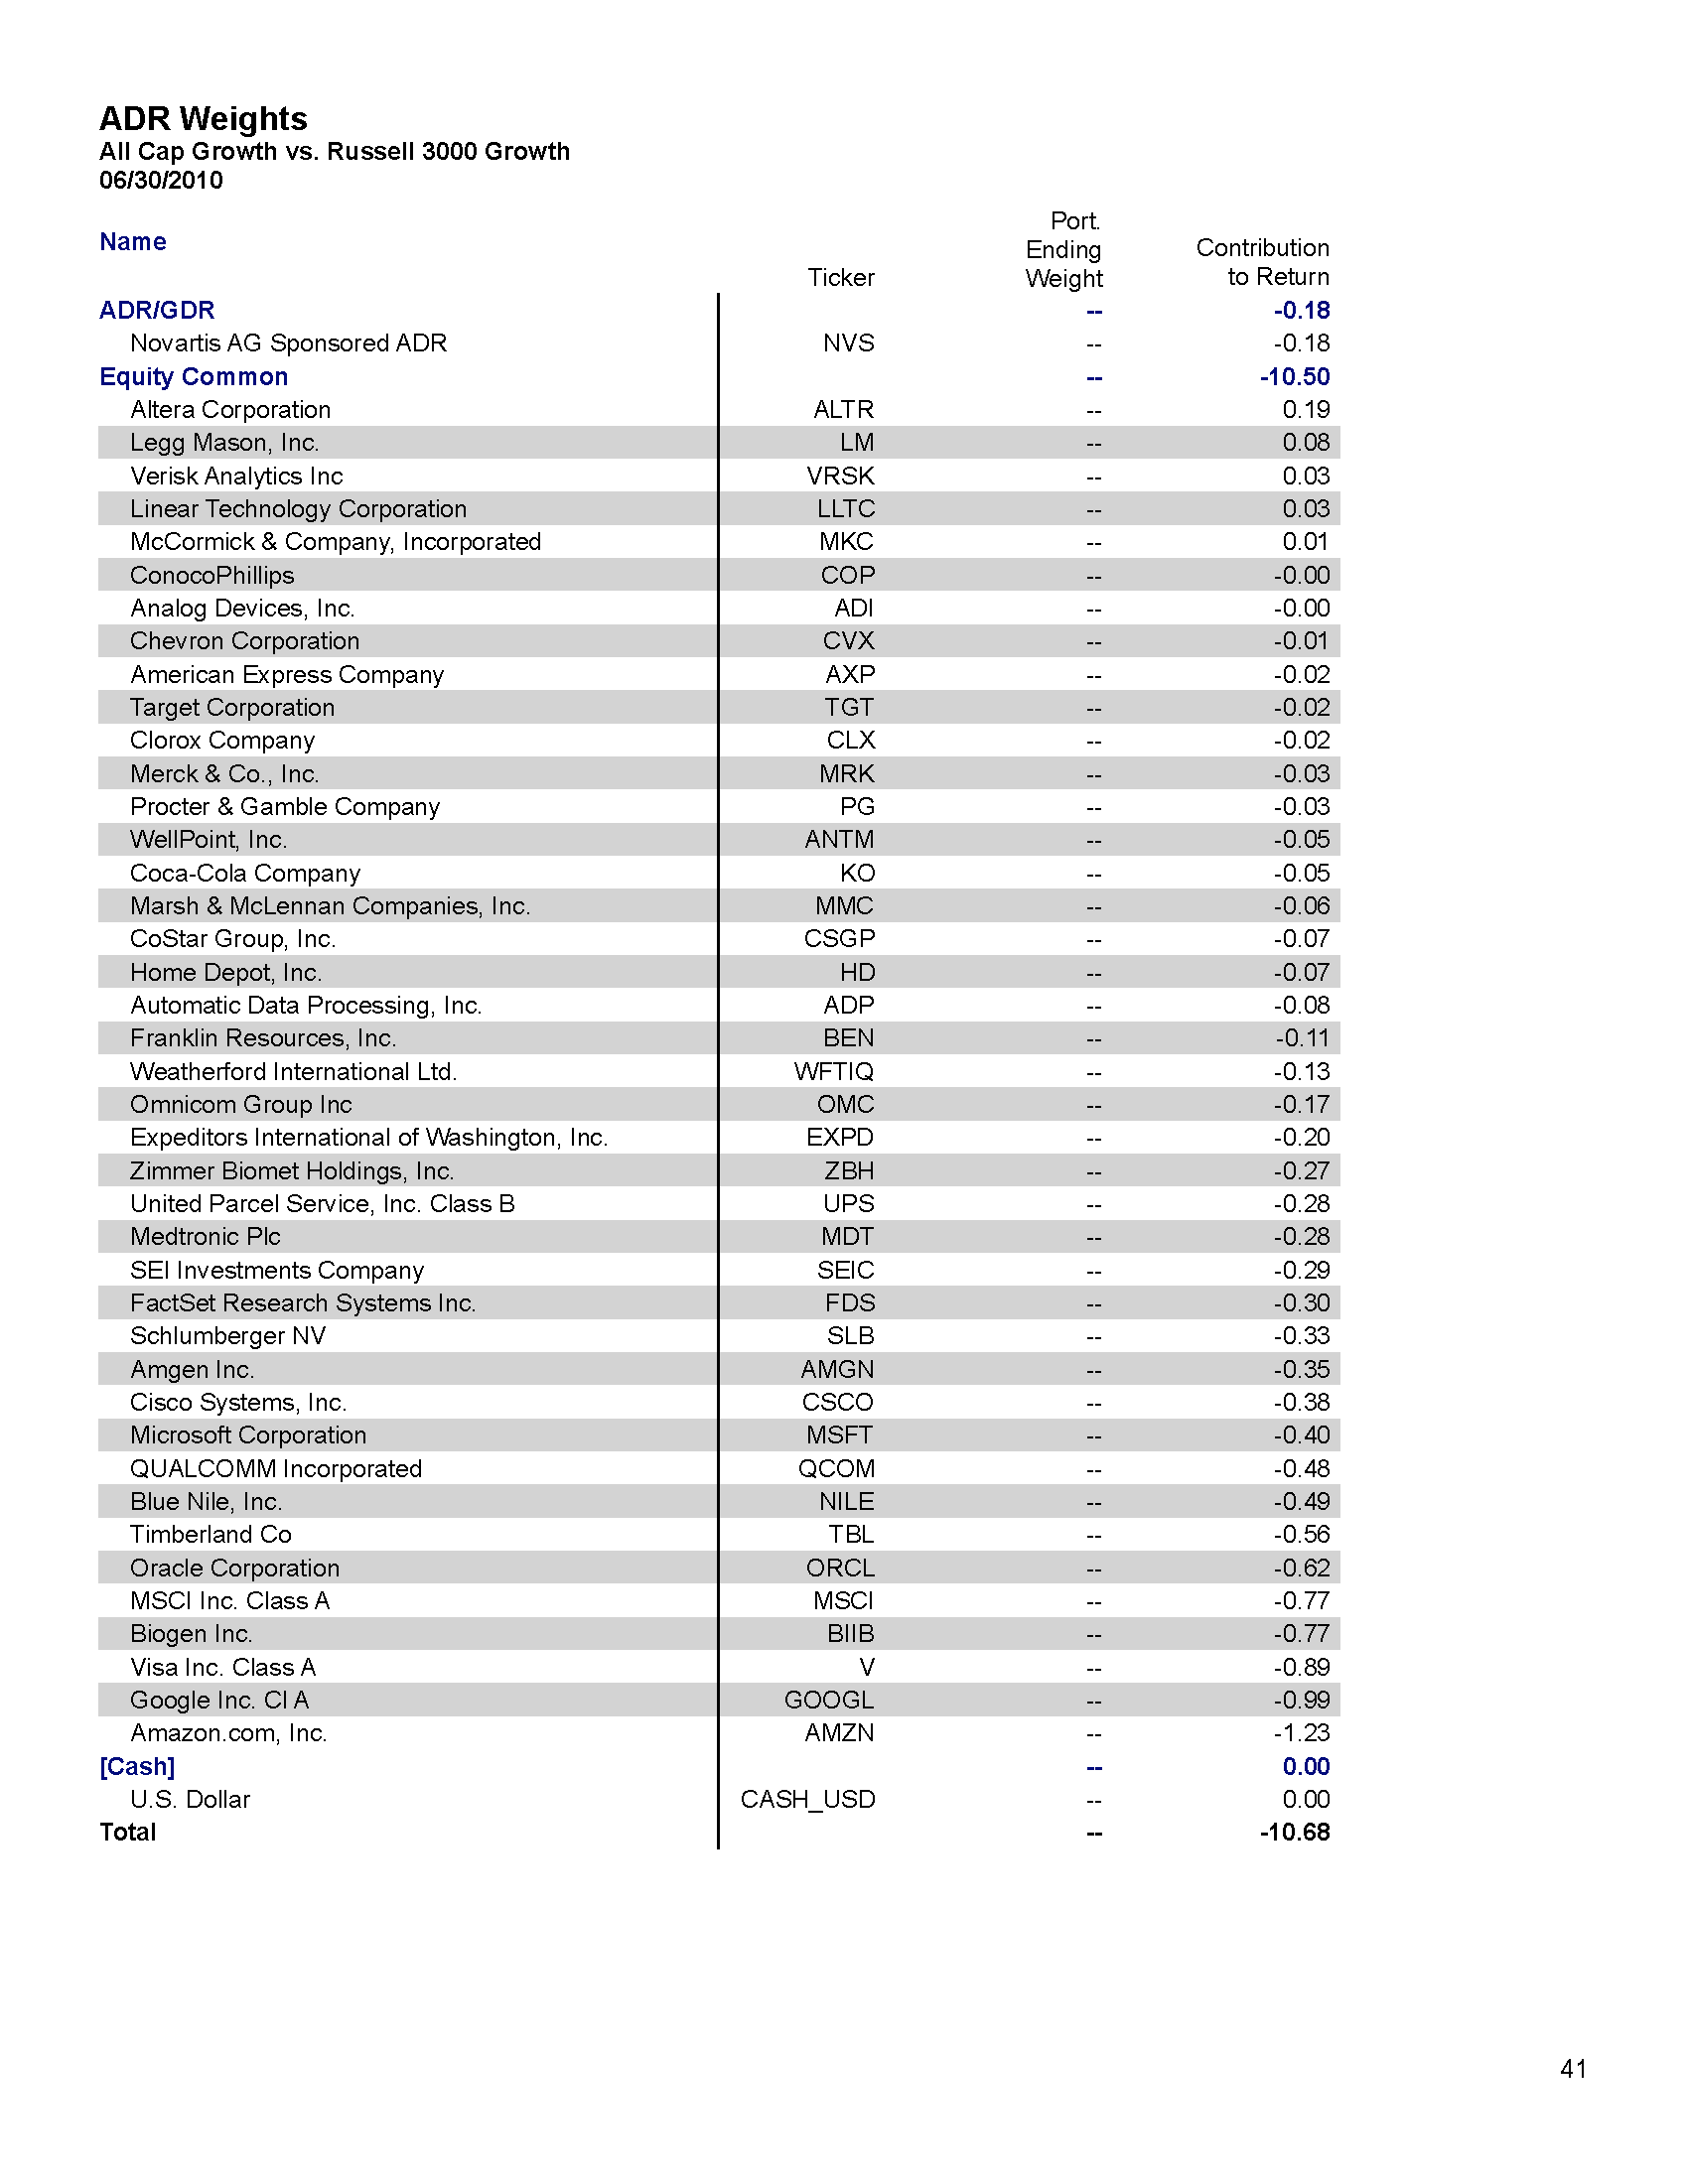 ADR Weights
All Cap Growth vs. Russell 3000 Growth
06/30/2010
Name Ticker Port. Ending Weight Contribution to Return
ADR/GDR -- -0.18
Novartis AG Sponsored ADR NVS -- -0.18
Equity Common -- -10.50
Altera Corporation ALTR -- 0.19
Legg Mason, Inc. LM -- 0.08
Verisk Analytics Inc VRSK -- 0.03
Linear Technology Corporation LLTC -- 0.03
McCormick & Company, Incorporated MKC -- 0.01
ConocoPhillips COP -- -0.00
Analog Devices, Inc. ADI -- -0.00
Chevron Corporation CVX -- -0.01
American Express Company AXP -- -0.02
Target Corporation TGT -- -0.02
Clorox Company CLX -- -0.02
Merck & Co., Inc. MRK -- -0.03
Procter & Gamble Company PG -- -0.03
WellPoint, Inc. ANTM -- -0.05
Coca-Cola Company KO -- -0.05
Marsh & McLennan Companies, Inc. MMC -- -0.06
CoStar Group, Inc. CSGP -- -0.07
Home Depot, Inc. HD -- -0.07
Automatic Data Processing, Inc. ADP -- -0.08
Franklin Resources, Inc. BEN -- -0.11
Weatherford International Ltd. WFTIQ -- -0.13
Omnicom Group Inc OMC -- -0.17
Expeditors International of Washington, Inc. EXPD -- -0.20
Zimmer Biomet Holdings, Inc. ZBH -- -0.27
United Parcel Service, Inc. Class B UPS -- -0.28
Medtronic Plc MDT -- -0.28
SEI Investments Company SEIC -- -0.29
FactSet Research Systems Inc. FDS -- -0.30
Schlumberger NV SLB -- -0.33
Amgen Inc. AMGN -- -0.35
Cisco Systems, Inc. CSCO -- -0.38
Microsoft Corporation MSFT -- -0.40
QUALCOMM Incorporated QCOM -- -0.48
Blue Nile, Inc. NILE -- -0.49
Timberland Co TBL -- -0.56
Oracle Corporation ORCL -- -0.62
MSCI Inc. Class A MSCI -- -0.77
Biogen Inc. BIIB -- -0.77
Visa Inc. Class A V -- -0.89
Google Inc. Cl A GOOGL -- -0.99
Amazon.com, Inc. AMZN -- -1.23
[Cash] -- 0.00
U.S. Dollar CASH_USD -- 0.00
Total -- -10.68
41